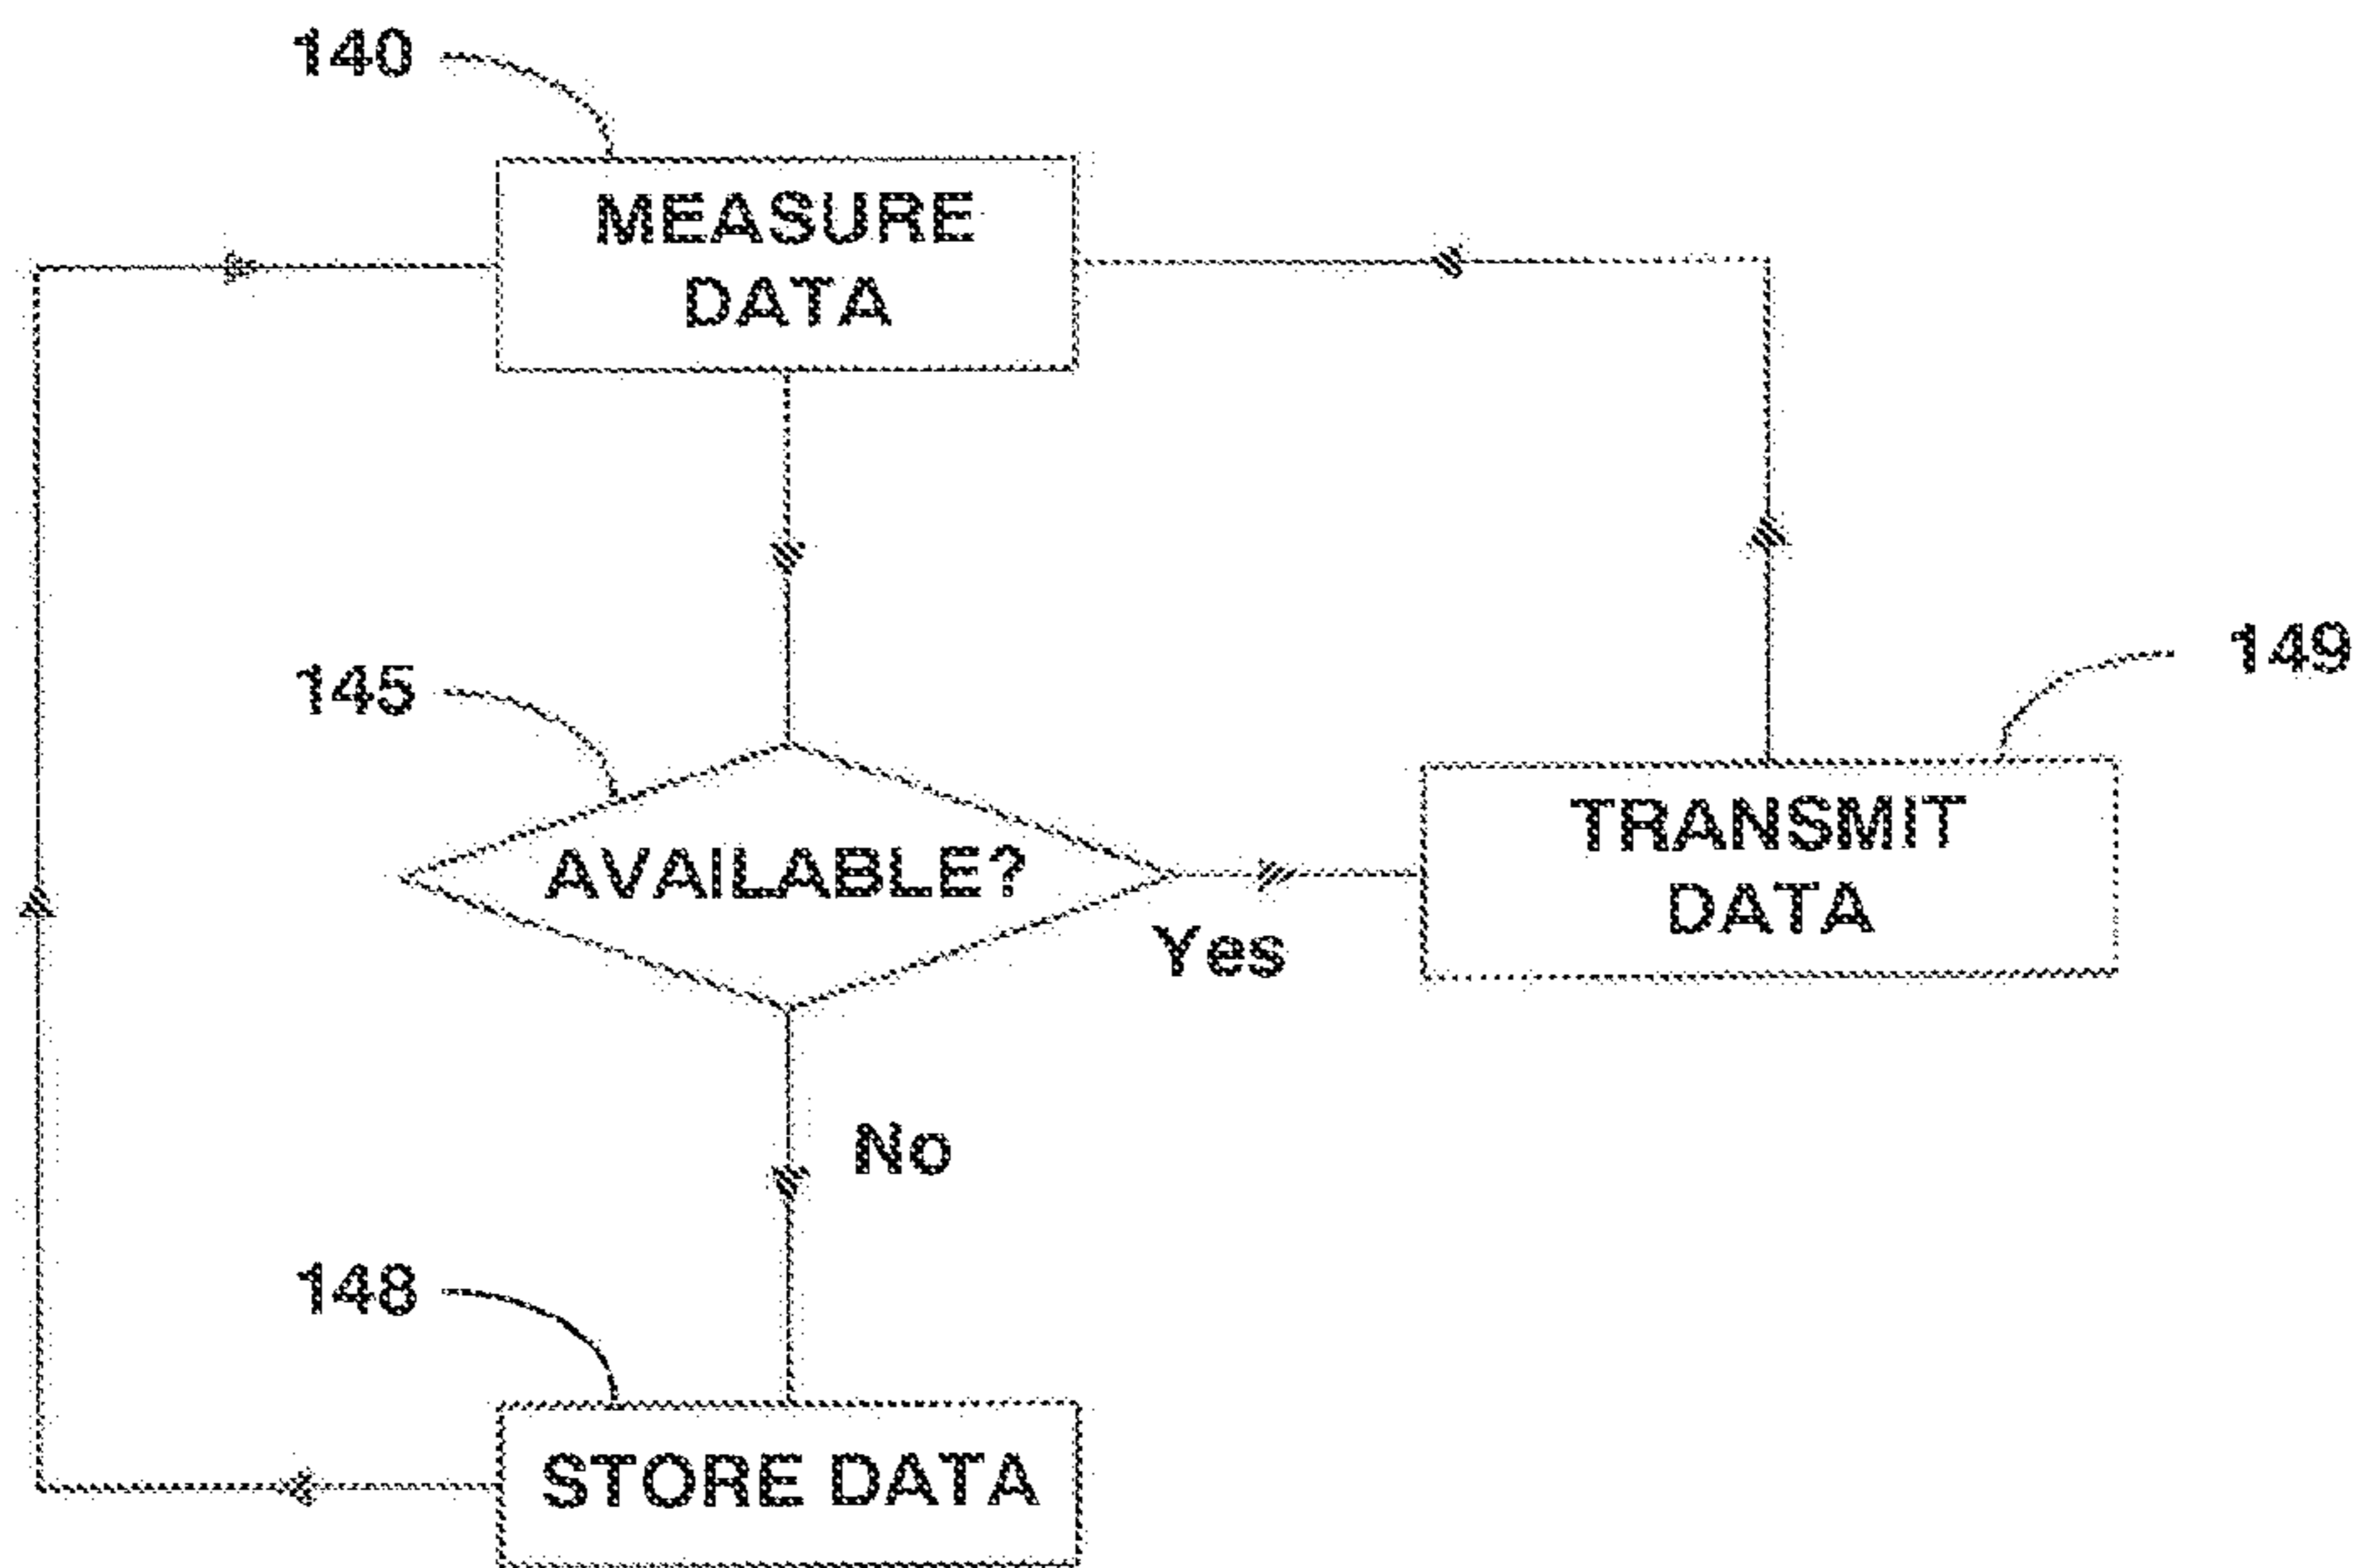 140
MEASURE
DATA
145
149
AVAILABLE?
TRANSMIT
DATA
Yes
No
148
STORE DATA